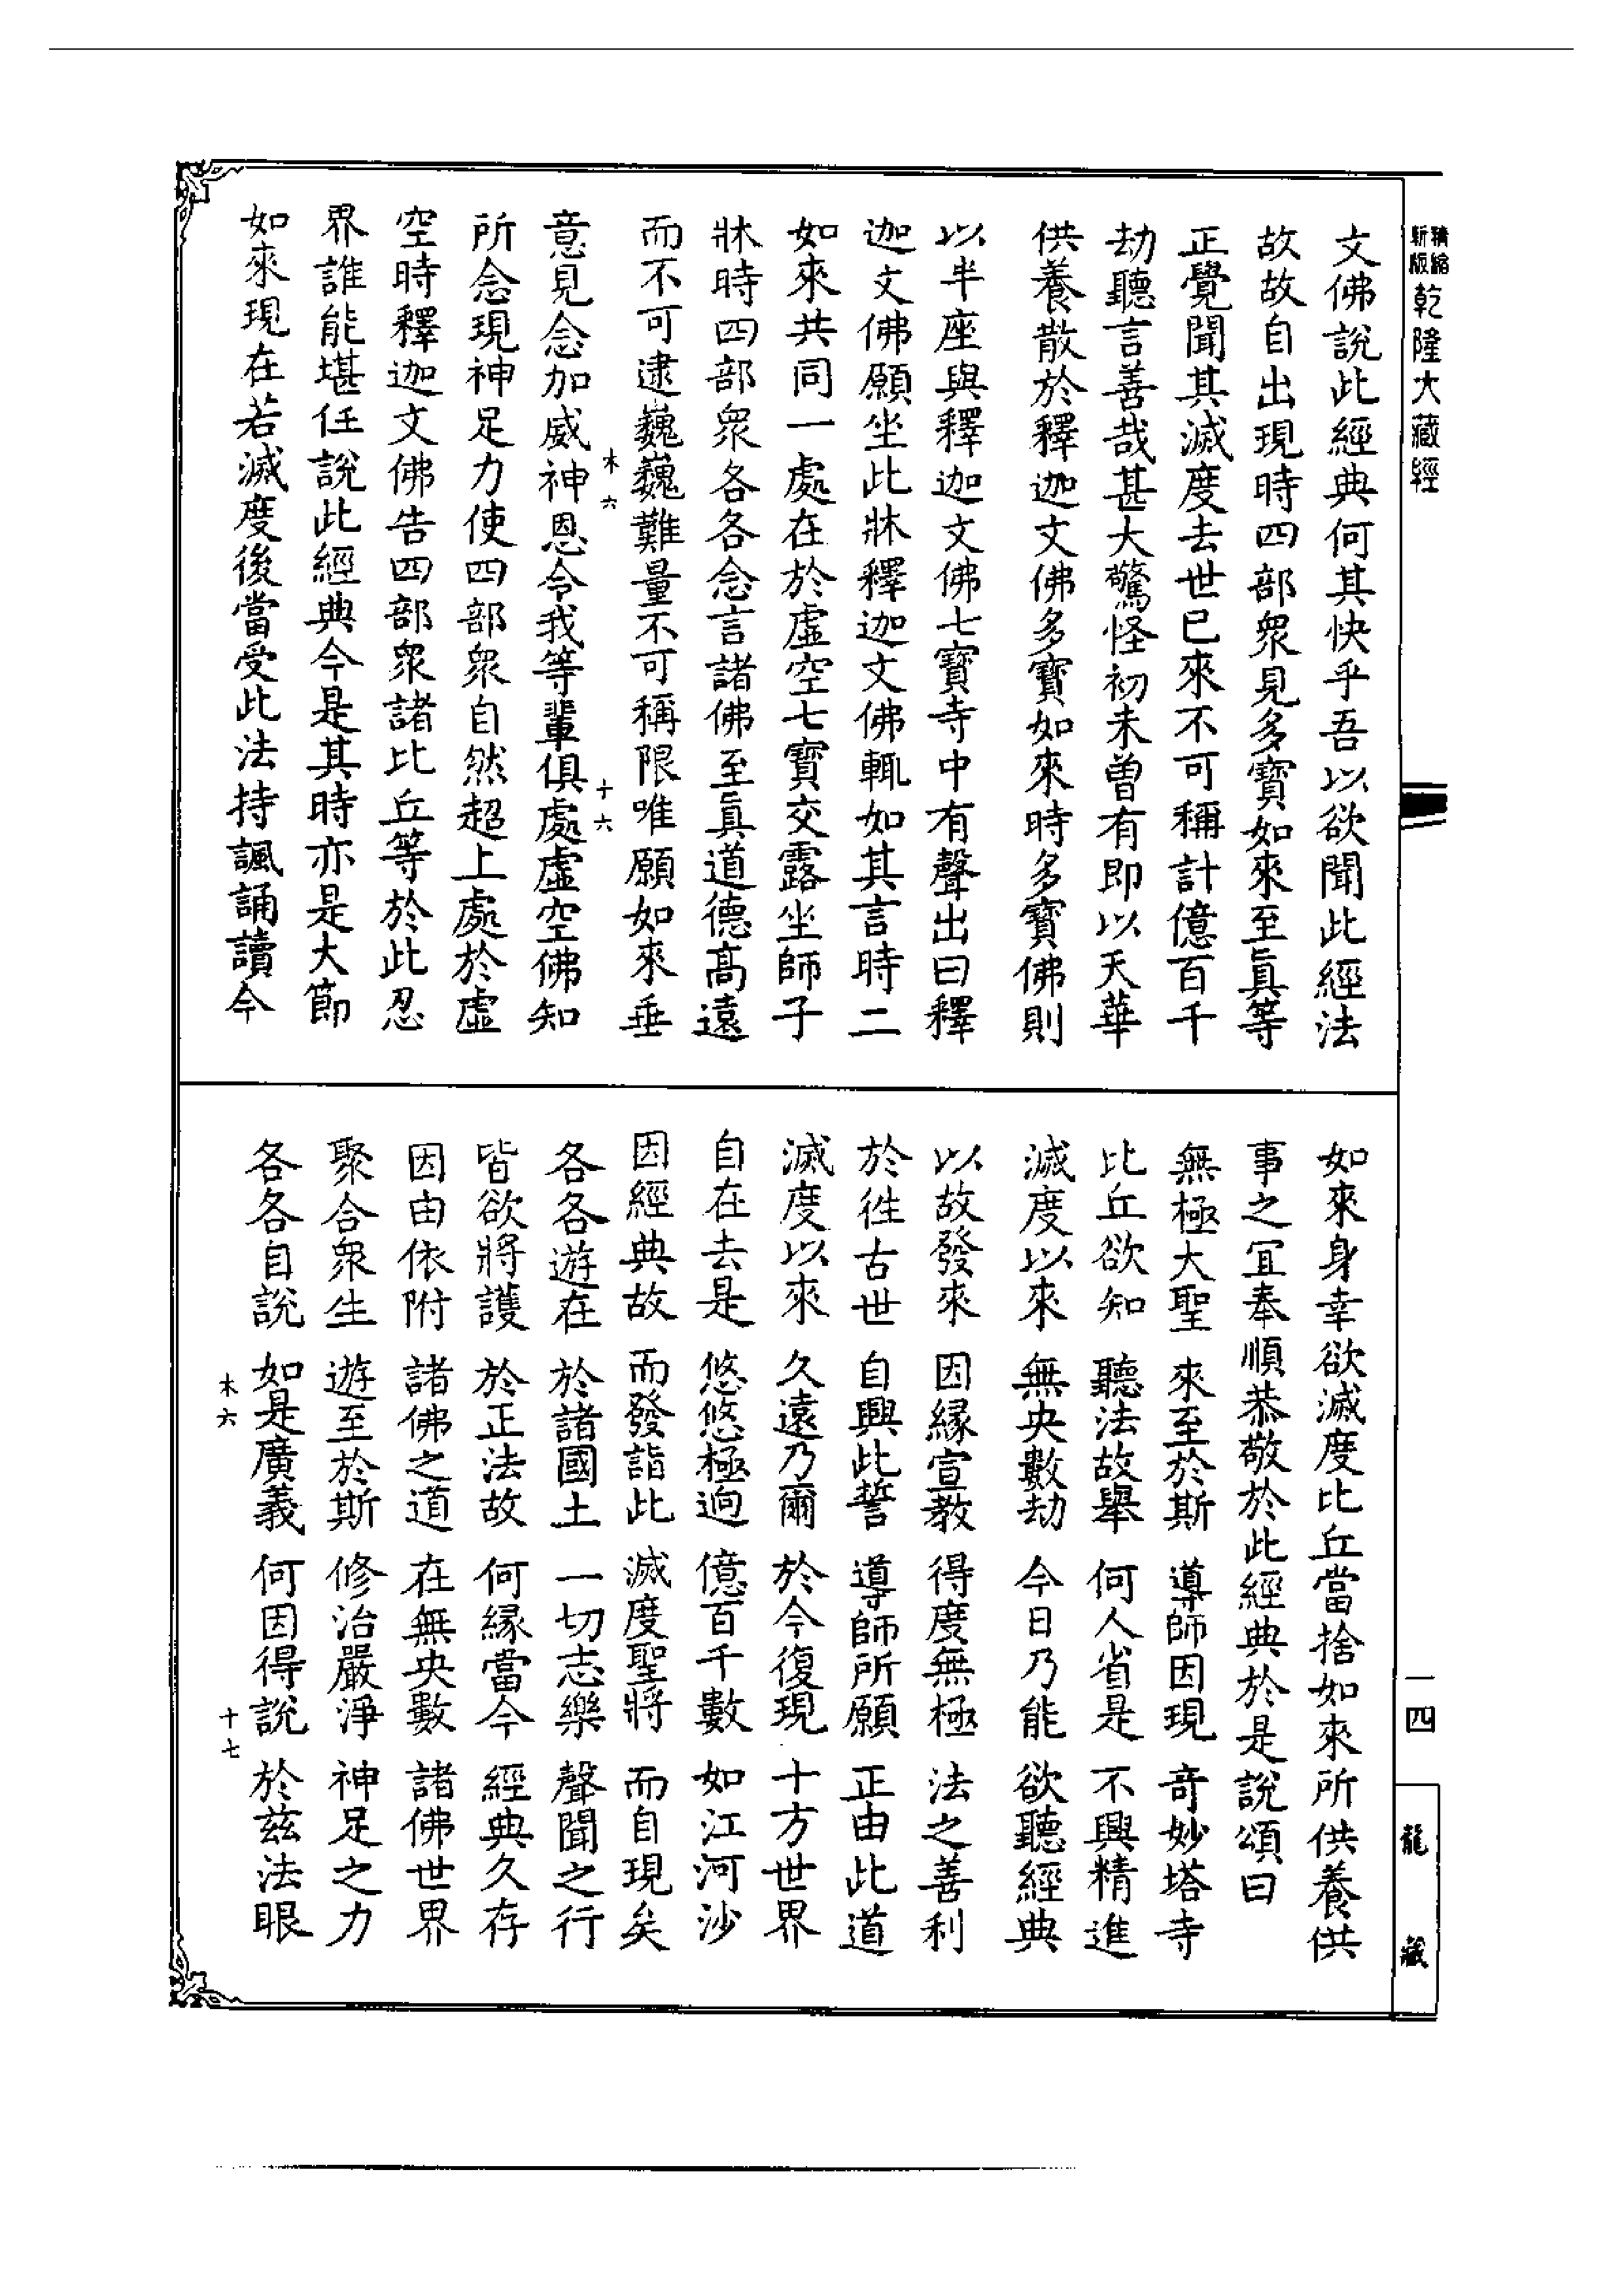 精縮新版乾隆大藏經
文佛說此經典何其快乎吾以欲聞此經法
故故自出現時四部眾見多寶如來至真等
正覺聞其滅度去世已來不可稱計億百千
劫聽言善哉甚大驚怪初未曾有即以天華
供養散於釋迦文佛多寶如來時多寶佛則
以半座與釋迦文佛七寶寺中有聲出曰釋
迦文佛願坐此牀釋迦文佛輒如其言時二
如來共同一處在於虛空七寶交露坐師子
牀時四部眾各各念言諸佛至真道德高遠
而不可逮巍巍難量不可稱限唯願如來垂
木六 十六
意見念加威神恩令我等輩俱處虛空佛知
所念現神足力使四部眾自然超上處於虛
空時釋迦文佛告四部眾諸比丘等於此忍
界誰能堪任說此經典今是其時亦是大節
如來現在若滅度後當受此法持諷誦讀今
如來身幸欲滅度比丘當捨如來所供養供
事之冝奉順恭敬於此經典於是說頌曰
無極大聖 來至於斯 導師因現 奇妙塔寺
比丘欲知 聽法故舉 何人省是 不興精進
滅度以來 無央數劫 今日乃能 欲聽經典
以故發來 因緣宣教 得度無極 法之善利
於徃古世 自興此誓 導師所願 正由此道
滅度以來 久遠乃爾 於今復現 十方世界
自在去是 悠悠極逈 億百千數 如江河沙
因經典故 而發詣此 滅度聖將 而自現矣
各各遊在 於諸國土 一切志樂 聲聞之行
皆欲將護 於正法故 何緣當今 經典久存
因由依附 諸佛之道 在無央數 諸佛世界
聚合眾生 遊至於斯 修治嚴淨 神足之力
各各自說 如是廣義 何因得說 於茲法眼
木六 十七
一四
龍藏